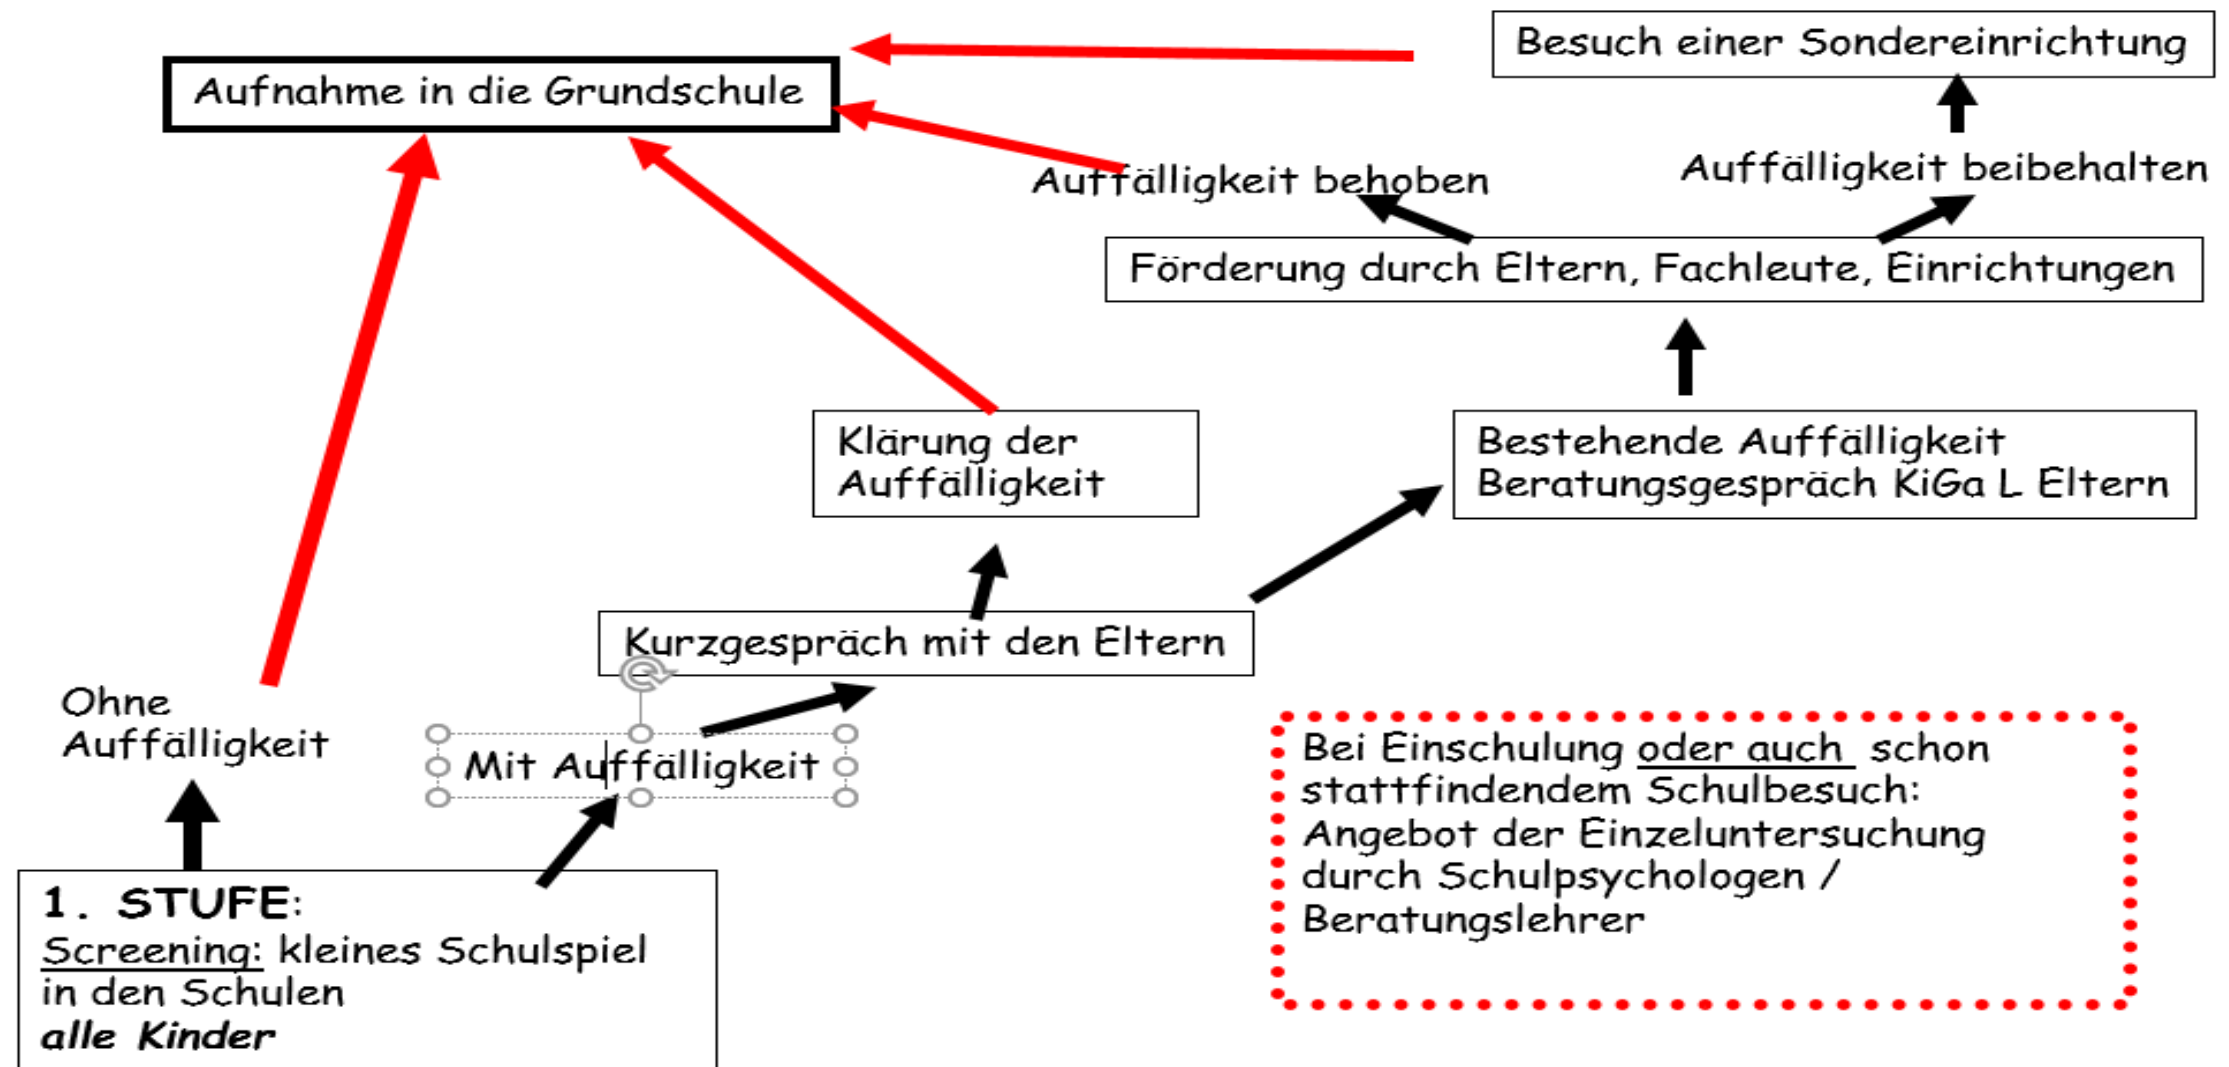 Besuch einer Sondereinrichtung
Aufnahme in die Grundschule
Auffälligkeit behoben
Auffälligkeit beibehalten
Förderung durch Eltern, Fachleute, Einrichtungen
Klärung der
Auffälligkeit
Bestehende Auffälligkeit
Beratungsgespräch KiGa L Eltern
Kurzgespräch mit den Eltern
Ohne
Auffälligkeit
Mit Auffälligkeit
Bei Einschulung oder auch schon
stattfindendem Schulbesuch:
Angebot der Einzeluntersuchung
durch Schulpsychologen /
Beratungslehrer
1. STUFE:
Screening: kleines Schulspiel
in den Schulen
alle Kinder